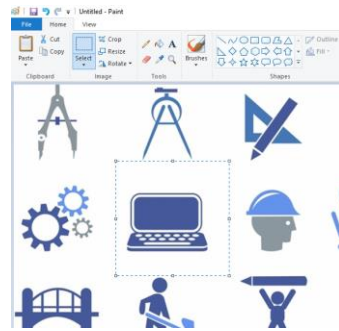 Untitled - Paint
File Home View
Paste
Cut
Copy
Clipboard
Select
Crop
Resize
Rotate
Image
Tools
Brushes
Shapes
Outline
Fill